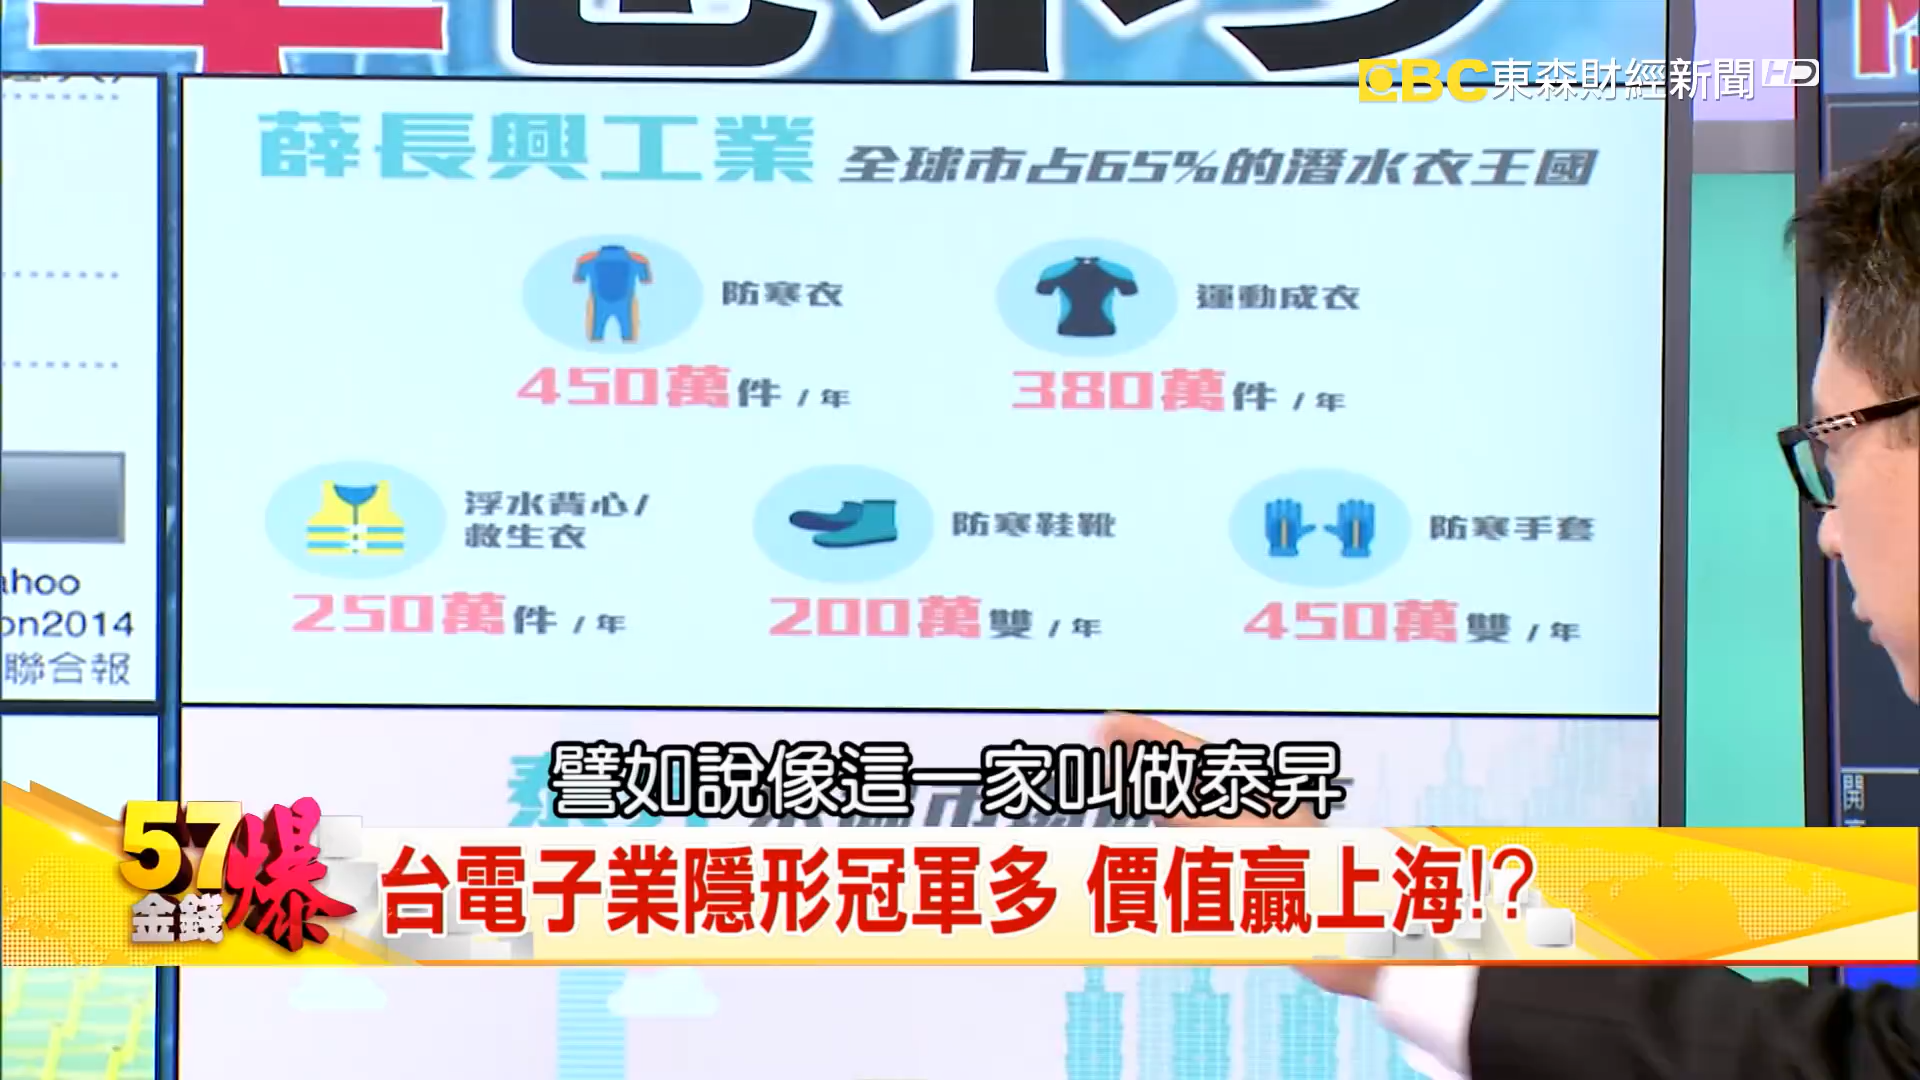 EBC東森財經新聞HD
薛長興工業 全球市占65%的潛水衣王國
防寒衣
450萬件 / 年
運動成衣
380萬件 / 年
浮水背心/
救生衣
250萬件 / 年
防寒鞋靴
200萬雙 / 年
防寒手套
450萬雙 / 年
ahoo
on2014
聯合報
譬如說像這一家叫做泰昇
開
57
金錢
爆
台電子業隱形冠軍多 價值贏上海!?